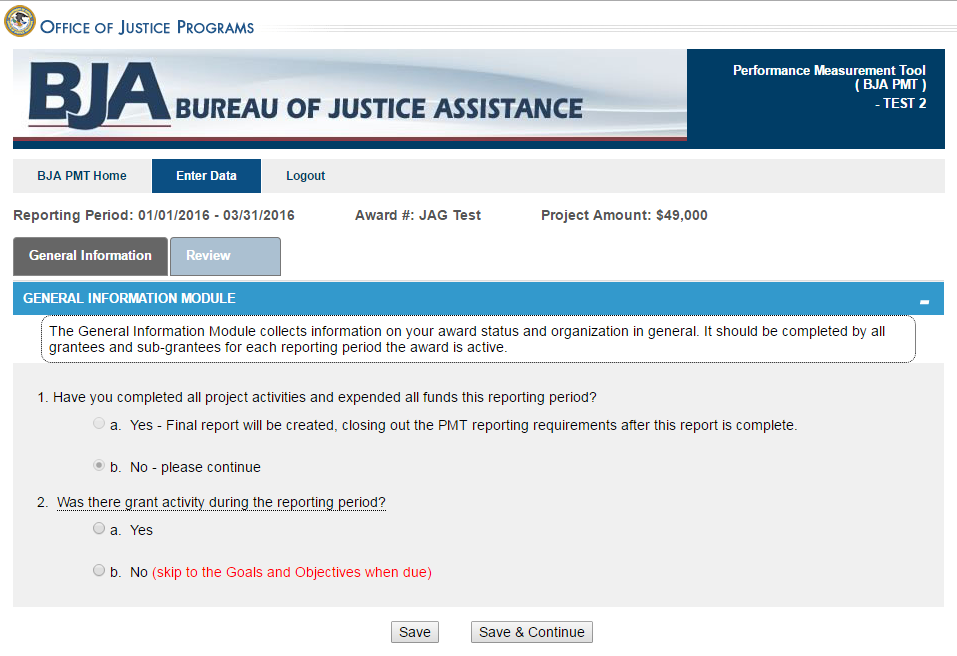 OFFICE OF JUSTICE PROGRAMS
BJA BUREAU OF JUSTICE ASSISTANCE
Performance Measurement Tool
( BJA PMT )
- TEST 2
BJA PMT Home Enter Data Logout
Reporting Period: 01/01/2016 - 03/31/2016 Award #: JAG Test Project Amount: $49,000
General Information Review
GENERAL INFORMATION MODULE
The General Information Module collects information on your award status and organization in general. It should be completed by all
grantees and sub-grantees for each reporting period the award is active.
1. Have you completed all project activities and expended all funds this reporting period?
a. Yes - Final report will be created, closing out the PMT reporting requirements after this report is complete.
b. No - please continue
2. Was there grant activity during the reporting period?
a. Yes
b. No (skip to the Goals and Objectives when due)
Save Save & Continue